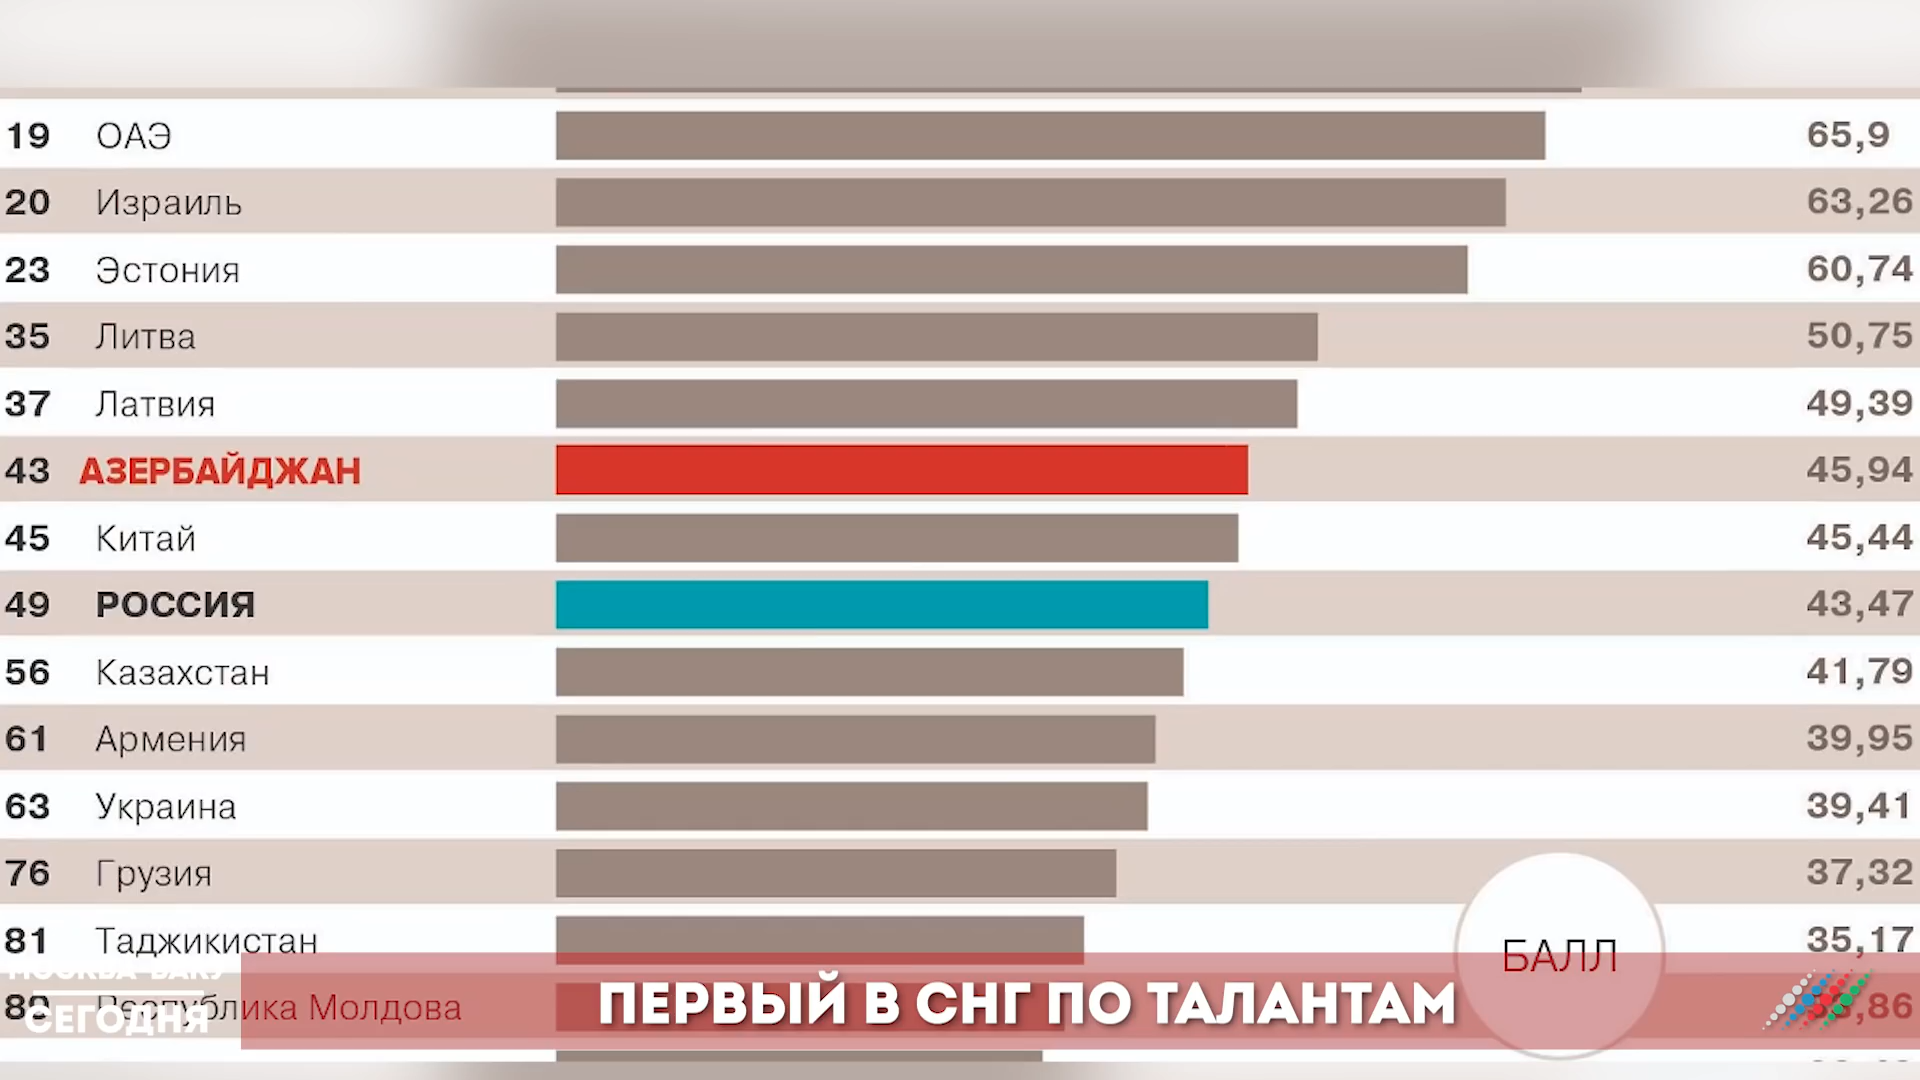 19 ОАЭ 65,9
20 Израиль 63,26
23 Эстония 60,74
35 Литва 50,75
37 Латвия 49,39
43 АЗЕРБАЙДЖАН 45,94
45 Китай 45,44
49 РОССИЯ 43,47
56 Казахстан 41,79
61 Армения 39,95
63 Украина 39,41
76 Грузия 37,32
81 Таджикистан 35,17
БАЛЛ
МОСКВА-БАКУ
СЕГОДНЯ
Республика Молдова
ПЕРВЫЙ В СНГ ПО ТАЛАНТАМ